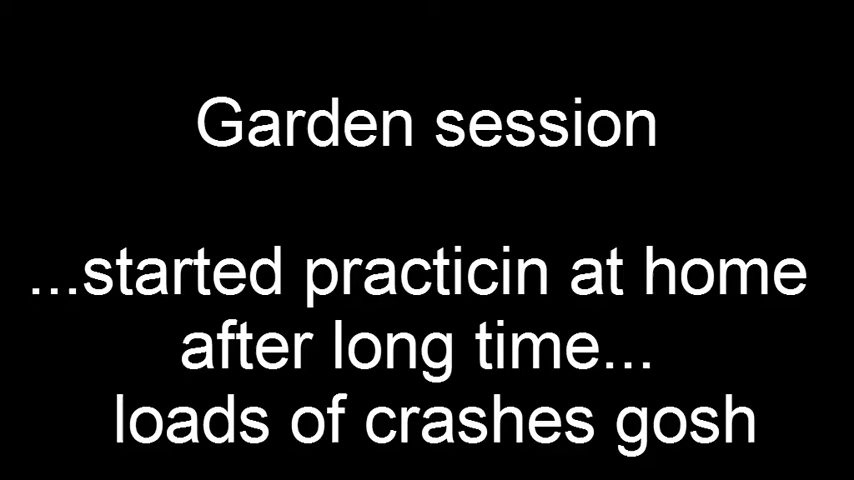 Garden session
...started practicin at home
after long time...
loads of crashes gosh